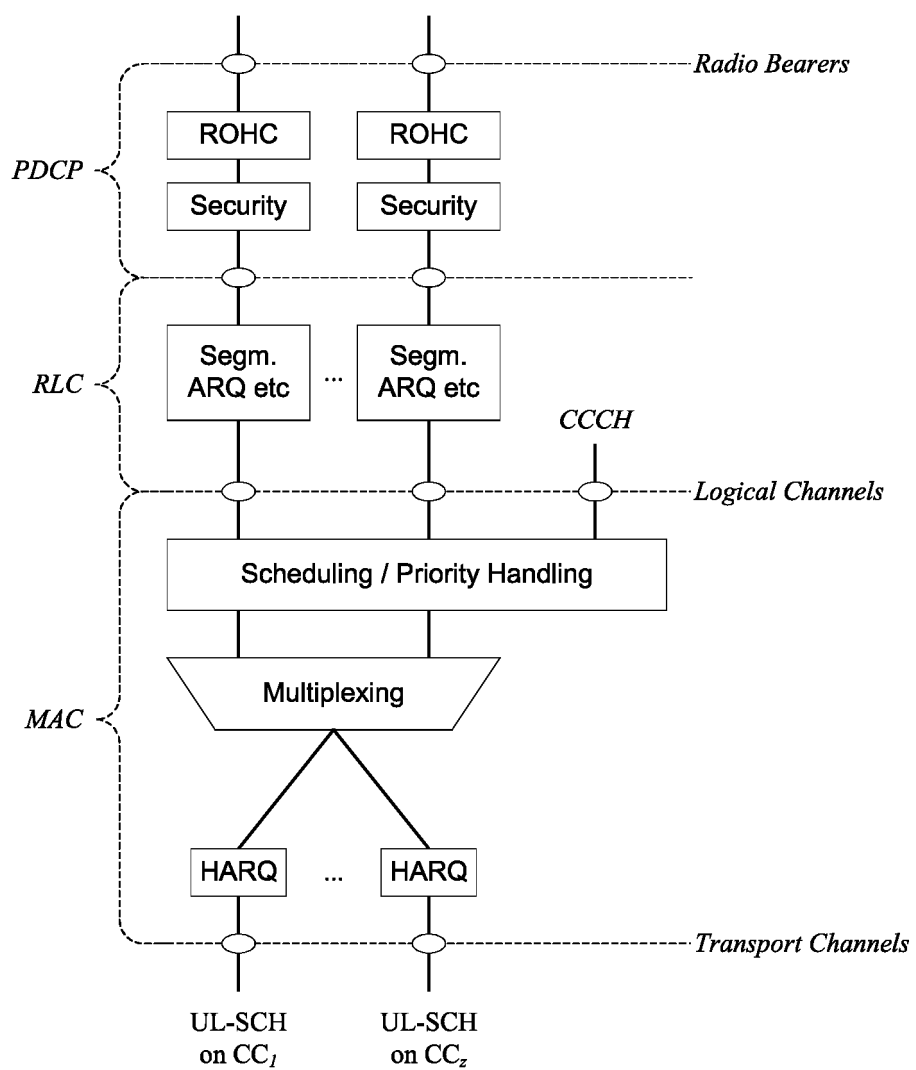 Radio Bearers
ROHC ROHC
PDCP
Security Security
Segm. ARQ etc ... Segm. ARQ etc
RLC
CCCH
Logical Channels
Scheduling / Priority Handling
Multiplexing
MAC
HARQ ... HARQ
Transport Channels
UL-SCH UL-SCH
on CC1 on CCz